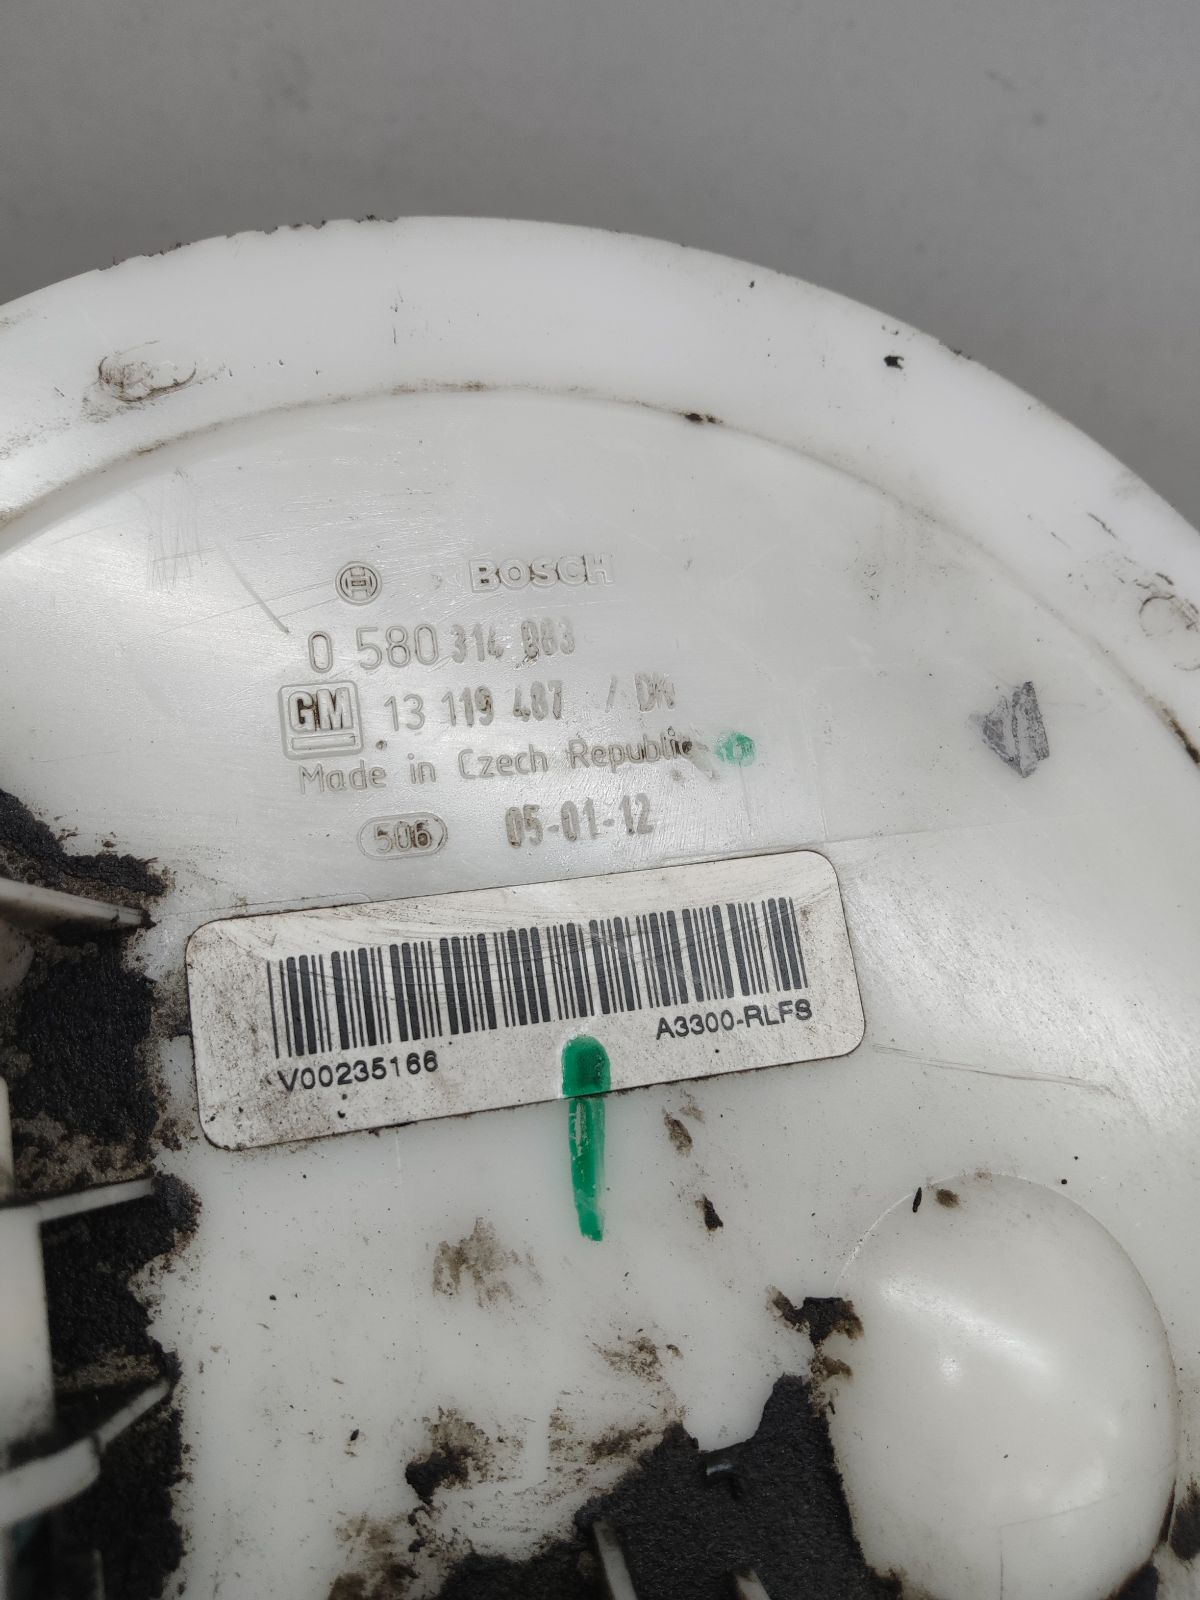 BOSCH
0 580 314 083
GM 13 119 487 / DW
Made in Czech Republic
506 05-01-12
V00235166 A3300-RLFS